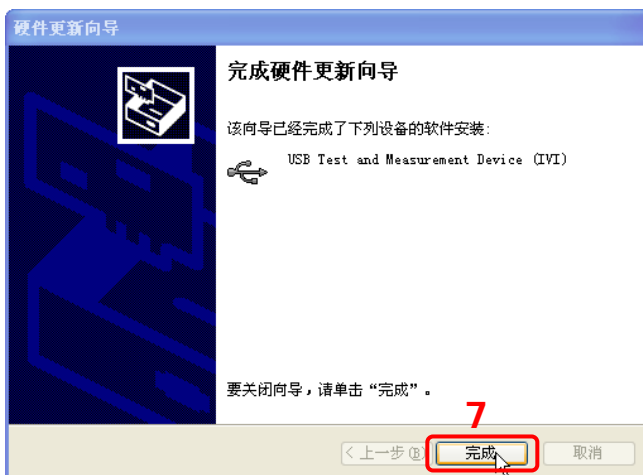 硬件更新向导
完成硬件更新向导
该向导已经完成了下列设备的软件安装:
USB Test and Measurement Device (IVI)
要关闭向导，请单击“完成”。
7
< 上一步(B)
完成
取消